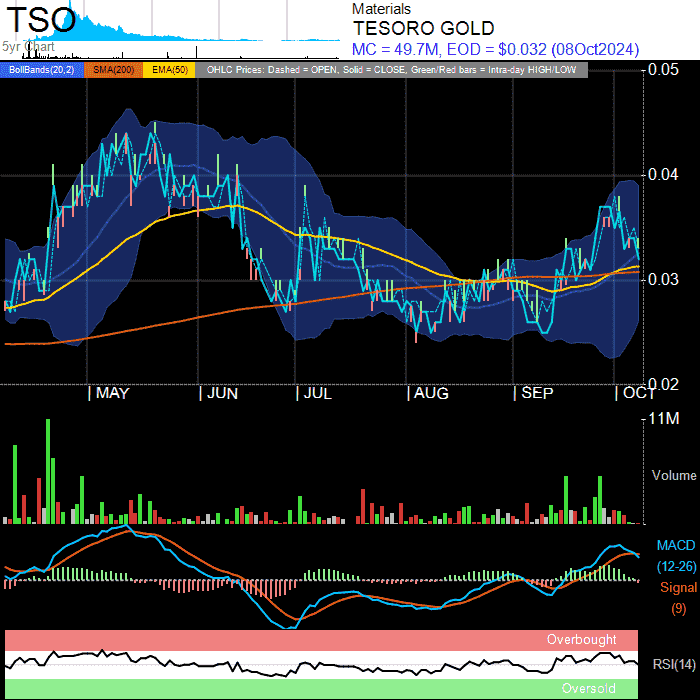 TSO
5yr Chart
Materials
TESORO GOLD
MC = 49.7M, EOD = $0.032 (08Oct2024)
BollBands(20,2) SMA(200) EMA(50) OHLC Prices: Dashed = OPEN, Solid = CLOSE, Green/Red bars = Intra-day HIGH/LOW
0.05
0.04
0.03
0.02
| MAY | JUN | JUL | AUG | SEP | OCT
11M
Volume
MACD
(12-26)
Signal
(9)
Overbought
RSI(14)
Oversold